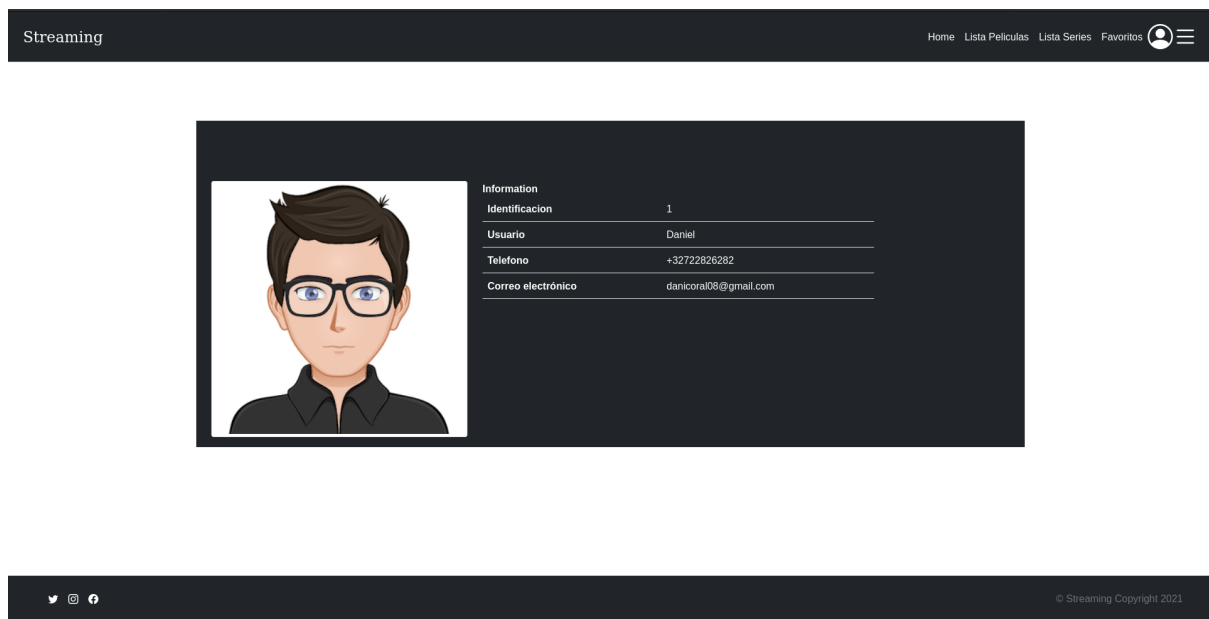 Streaming
Home Lista Peliculas Lista Series Favoritos
Information
Identificacion 1
Usuario Daniel
Telefono +32722826282
Correo electrónico danicoral08@gmail.com
© Streaming Copyright 2021